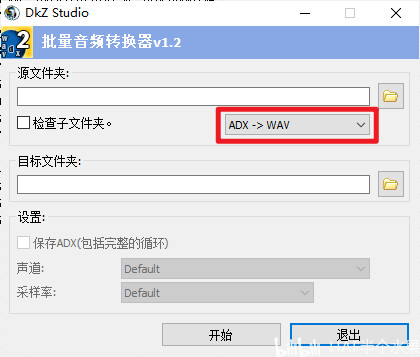 DkZ Studio
批量音频转换器v1.2
源文件夹:
检查子文件夹。
ADX -> WAV
目标文件夹:
设置:
保存ADX(包括完整的循环)
声道:
Default
采样率:
Default
开始
退出